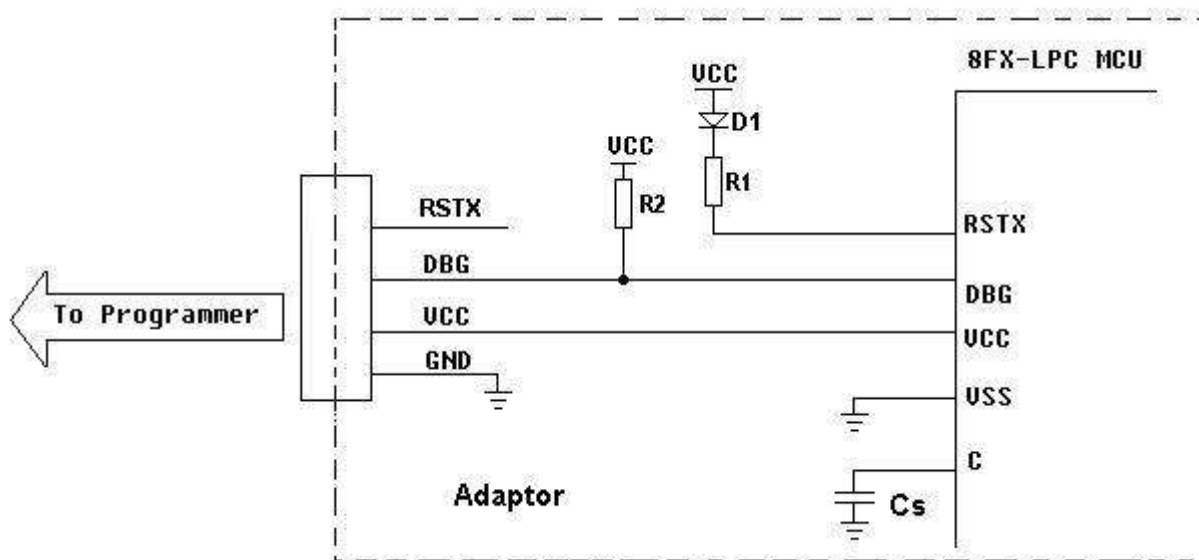 8FX-LPC MCU
VCC
D1
VCC
R1
R2
RSTX
RSTX
DBG
DBG
To Programmer
VCC
VCC
GND
VSS
C
Adaptor
Cs